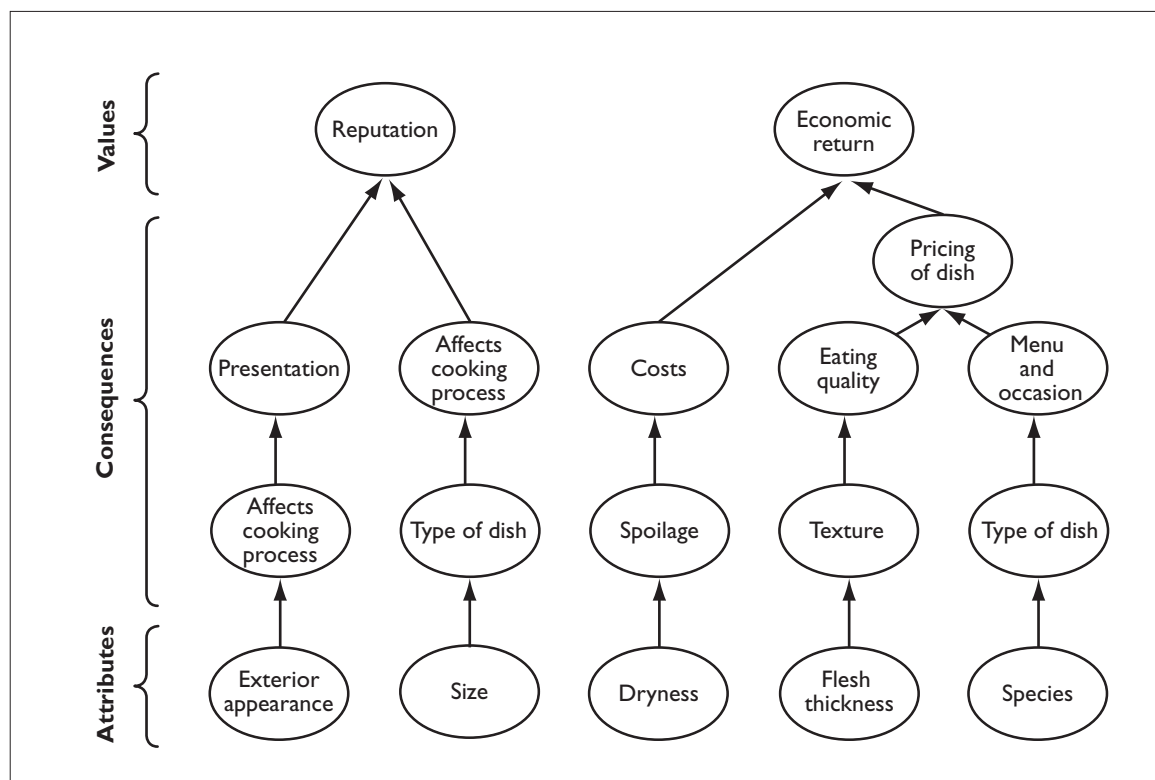 Values
Reputation
Economic
return
Consequences
Pricing
of dish
Presentation
Affects
cooking
process
Costs
Eating
quality
Menu
and
occasion
Affects
cooking
process
Type of dish
Spoilage
Texture
Type of dish
Attributes
Exterior
appearance
Size
Dryness
Flesh
thickness
Species